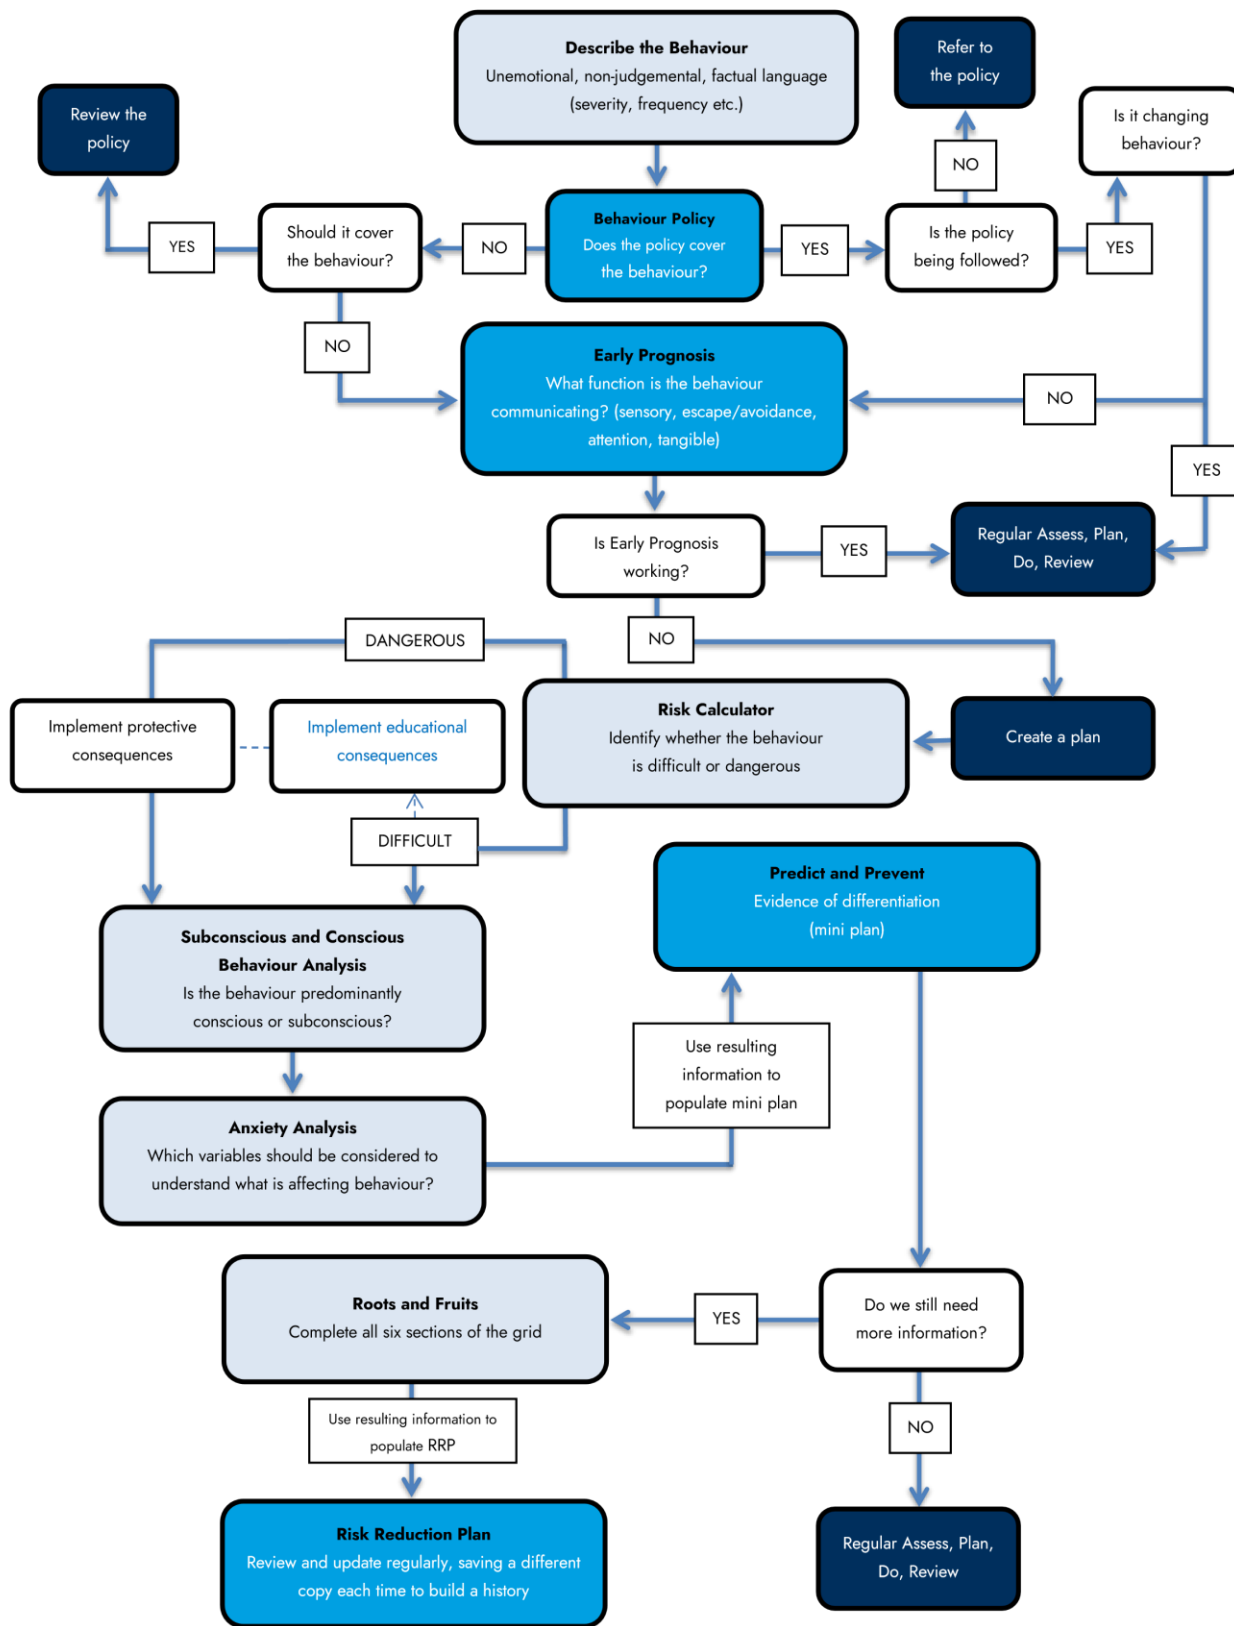 Describe the Behaviour
Unemotional, non-judgemental, factual language
(severity, frequency etc.)
Refer to
the policy
Review the
policy
Is it changing
behaviour?
NO
Should it cover
the behaviour?
YES
NO
Behaviour Policy
Does the policy cover
the behaviour?
YES
Is the policy
being followed?
YES
NO
Early Prognosis
What function is the behaviour
communicating? (sensory, escape/avoidance,
attention, tangible)
NO
YES
Is Early Prognosis
working?
YES
Regular Assess, Plan,
Do, Review
NO
DANGEROUS
Implement protective
consequences
Implement educational
consequences
Risk Calculator
Identify whether the behaviour
is difficult or dangerous
Create a plan
DIFFICULT
Predict and Prevent
Evidence of differentiation
(mini plan)
Subconscious and Conscious
Behaviour Analysis
Is the behaviour predominantly
conscious or subconscious?
Use resulting
information to
populate mini plan
Anxiety Analysis
Which variables should be considered to
understand what is affecting behaviour?
Roots and Fruits
Complete all six sections of the grid
YES
Do we still need
more information?
Use resulting information to
populate RRP
NO
Risk Reduction Plan
Review and update regularly, saving a different
copy each time to build a history
Regular Assess, Plan,
Do, Review